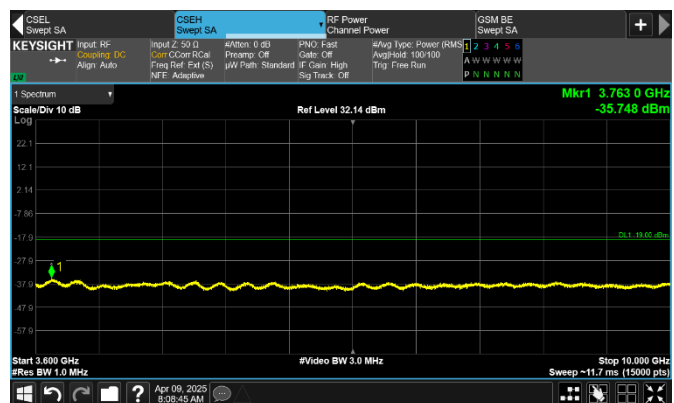 CSEL
Swept SA
CSEH
Swept SA
RF Power
Channel Power
GSM BE
Swept SA
+
KEYSIGHT
LXI
Input: RF
Coupling: DC
Align: Auto
Input Z: 50 Ω
Corr CCorr RCal
Freq Ref: Ext (S)
NFE: Adaptive
#Atten: 0 dB
Preamp: Off
µW Path: Standard
PNO: Fast
Gate: Off
IF Gain: High
Sig Track: Off
#Avg Type: Power (RMS)
Avg|Hold: 100/100
Trig: Free Run
1 2 3 4 5 6
A W W W W W
P N N N N N
1 Spectrum
Scale/Div 10 dB
Ref Level 32.14 dBm
Mkr1 3.763 0 GHz
-35.748 dBm
Log
22.1
12.1
2.14
-7.86
-17.9
DL1 -19.00 dBm
-27.9
1
-37.9
-47.9
-57.9
Start 3.600 GHz
#Video BW 3.0 MHz
Stop 10.000 GHz
#Res BW 1.0 MHz
Sweep ~11.7 ms (15000 pts)
?
Apr 09, 2025
8:08:45 AM